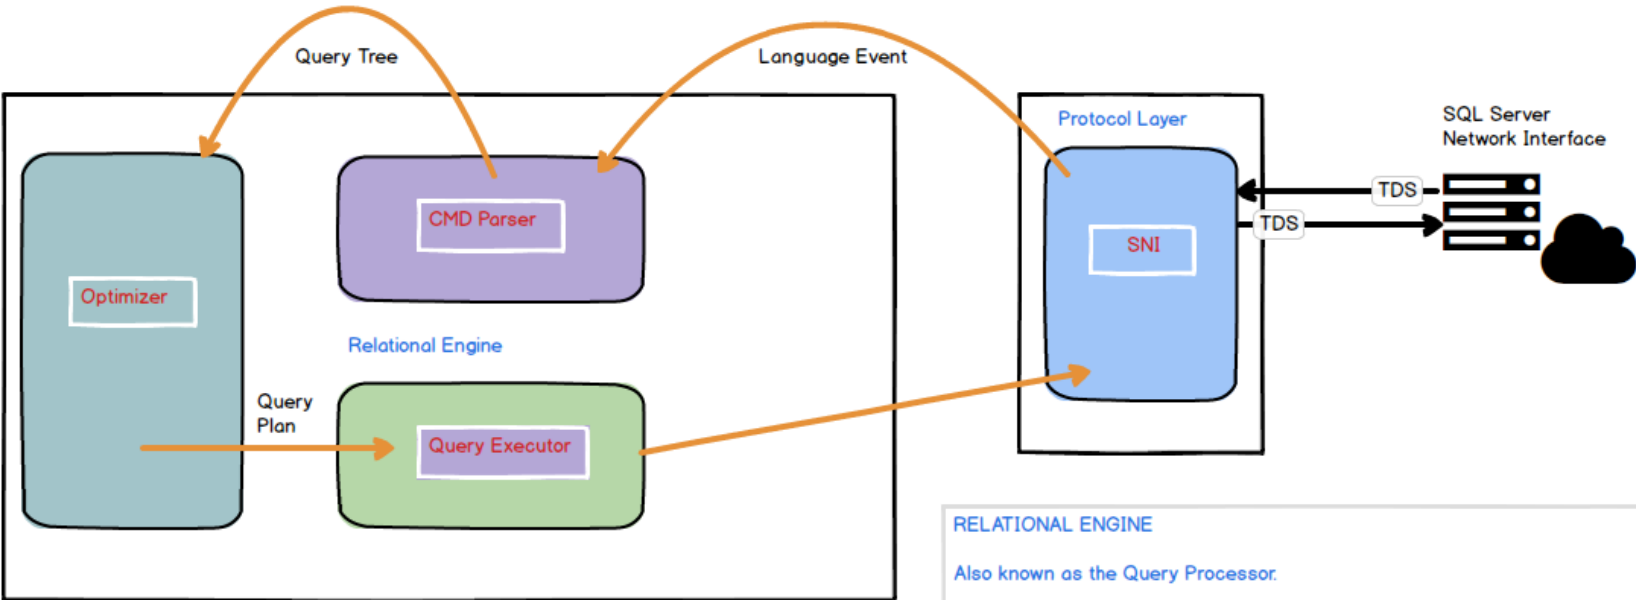 Query Tree
Language Event
Protocol Layer
SQL Server
Network Interface
TDS
TDS
CMD Parser
SNI
Optimizer
Relational Engine
Query
Plan
Query Executor
RELATIONAL ENGINE
Also known as the Query Processor.